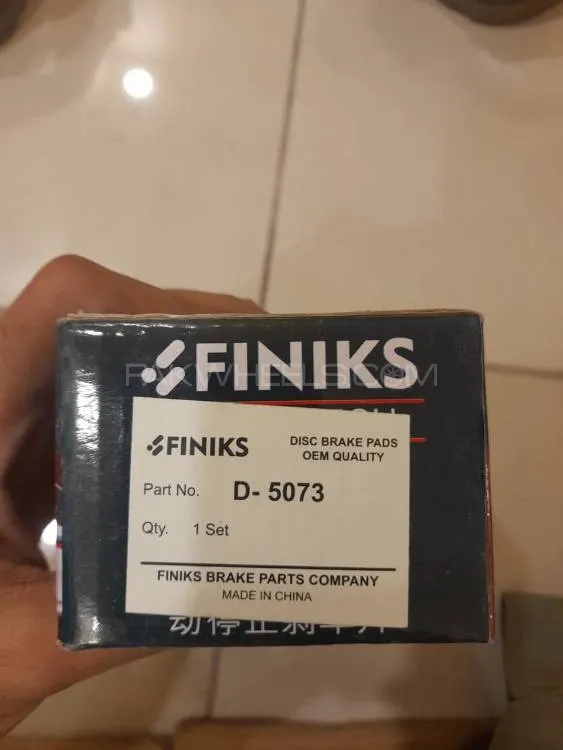 FINIKS
PAKWHEELS.COM
FINIKS
DISC BRAKE PADS
OEM QUALITY
Part No. D- 5073
Qty. 1 Set
FINIKS BRAKE PARTS COMPANY
MADE IN CHINA